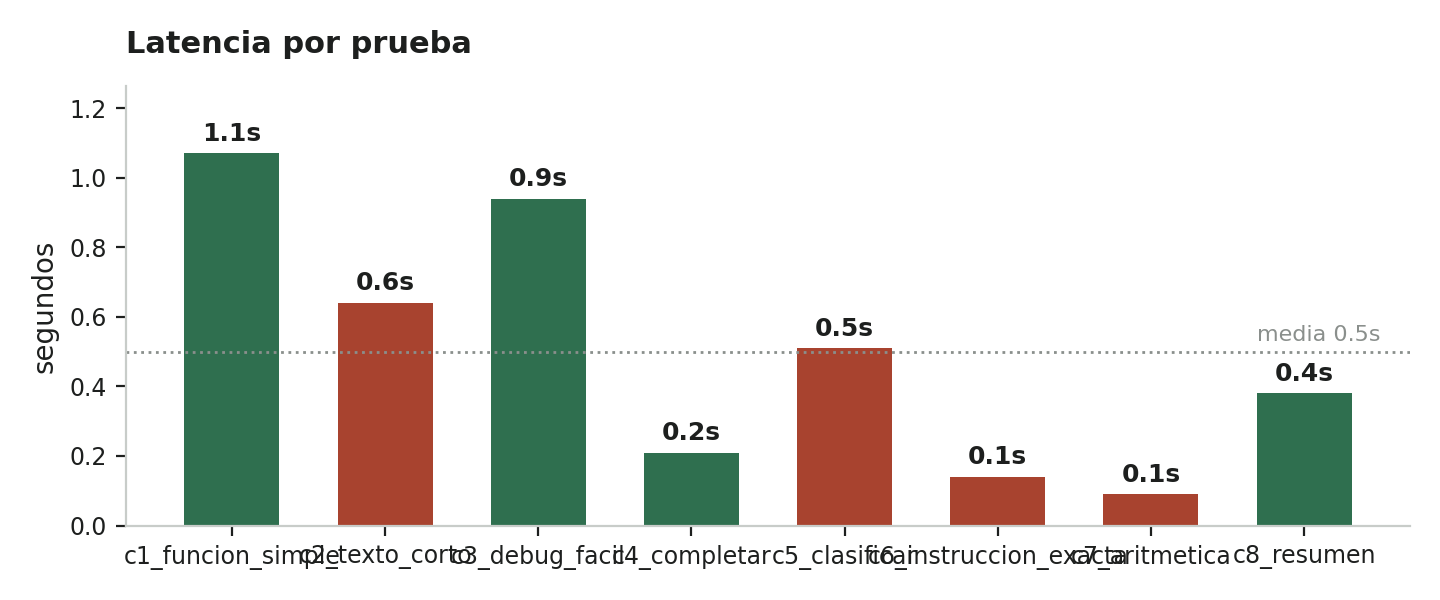 Latencia por prueba
segundos
1.2
1.0
0.8
0.6
0.4
0.2
0.0
1.1s
0.6s
0.9s
0.2s
0.5s
0.1s
0.1s
0.4s
media 0.5s
c1_funcion_simple
c2_texto_corto
c3_debug_facil
c4_completar
c5_clasificar
c6_instruccion_exacta
c7_aritmetica
c8_resumen